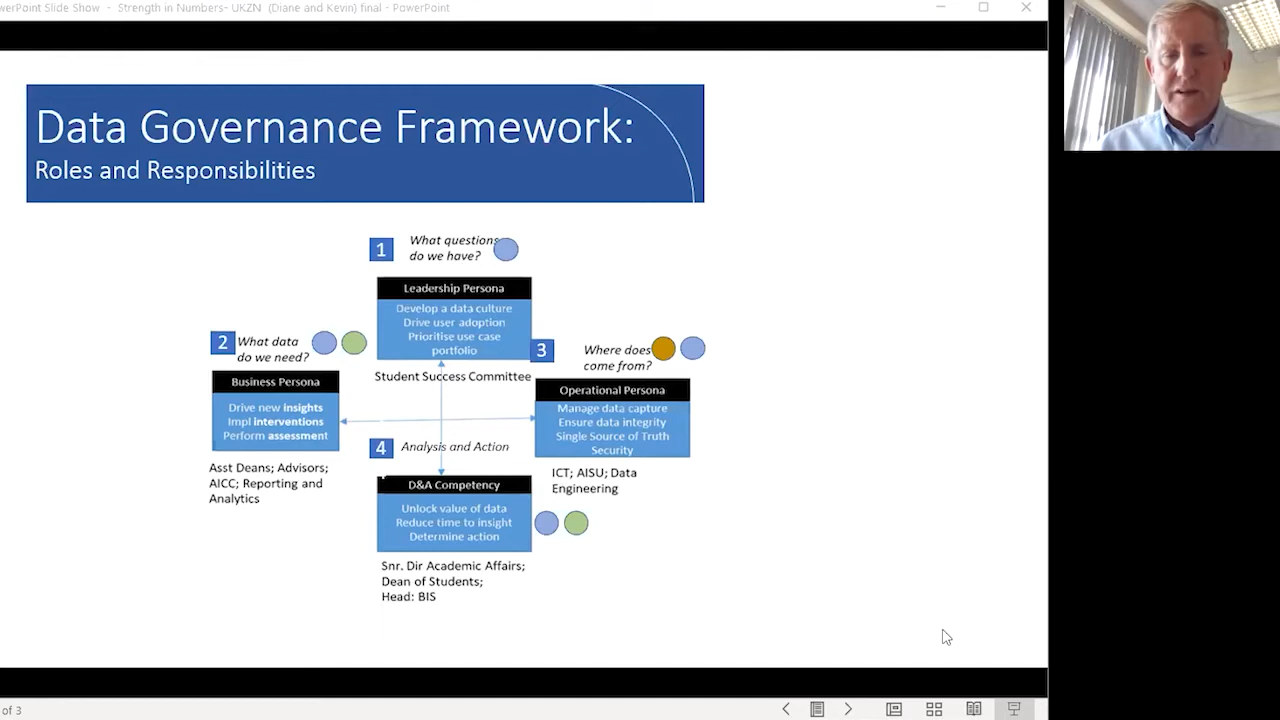 werPoint Slide Show - Strength in Numbers- UKZN (Diane and Kevin) final - PowerPoint
Data Governance Framework:
Roles and Responsibilities
1
What questions
do we have?
Leadership Persona
Develop a data culture
Drive user adoption
Prioritise use case
portfolio
Student Success Committee
2
What data
do we need?
Business Persona
Drive new insights
Impl interventions
Perform assessment
Asst Deans; Advisors;
AICC; Reporting and
Analytics
3
Where does
come from?
Operational Persona
Manage data capture
Ensure data integrity
Single Source of Truth
Security
ICT; AISU; Data
Engineering
4
Analysis and Action
D&A Competency
Unlock value of data
Reduce time to insight
Determine action
Snr. Dir Academic Affairs;
Dean of Students;
Head: BIS
of 3